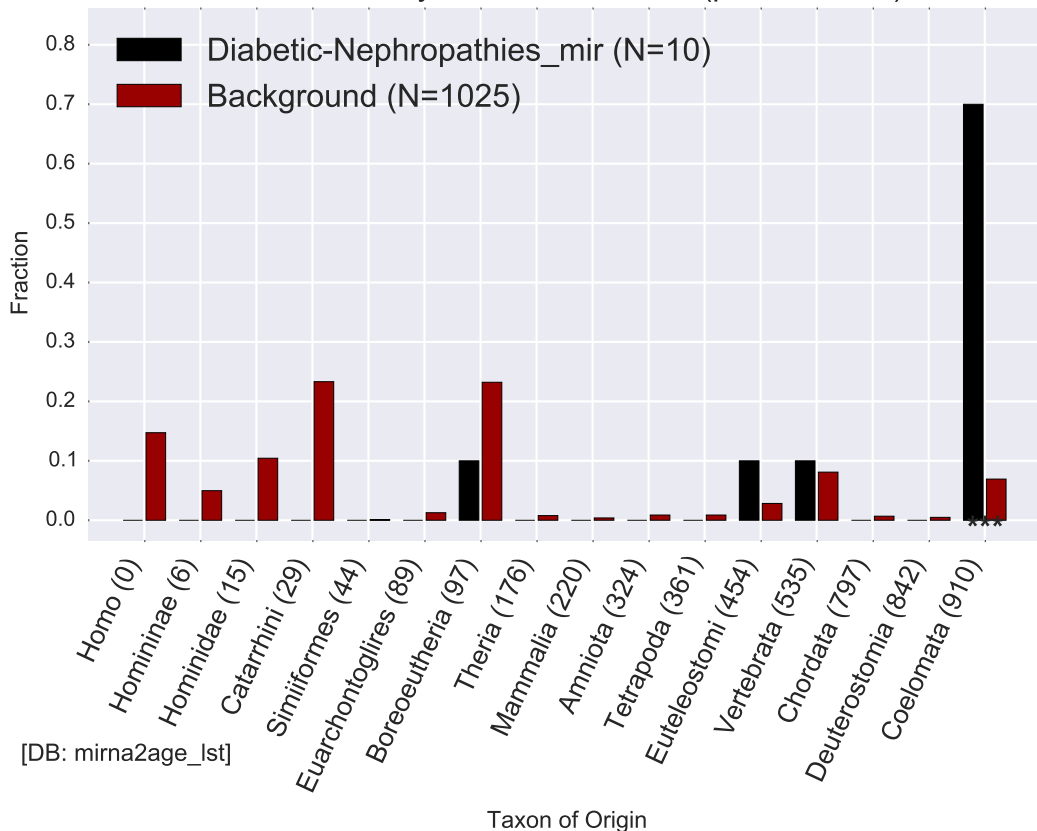 0.8
0.7
0.6
0.5
0.4
0.3
0.2
0.1
0.0
Fraction
Diabetic-Nephropathies_mir (N=10)
Background (N=1025)
***
Homo (0)
Homininae (6)
Hominidae (15)
Catarrhini (29)
Simiiformes (44)
Euarchontoglires (89)
Boreoeutheria (97)
Theria (176)
Mammalia (220)
Amniota (324)
Tetrapoda (361)
Euteleostomi (454)
Vertebrata (535)
Chordata (797)
Deuterostomia (842)
Coelomata (910)
[DB: mirna2age_lst]
Taxon of Origin